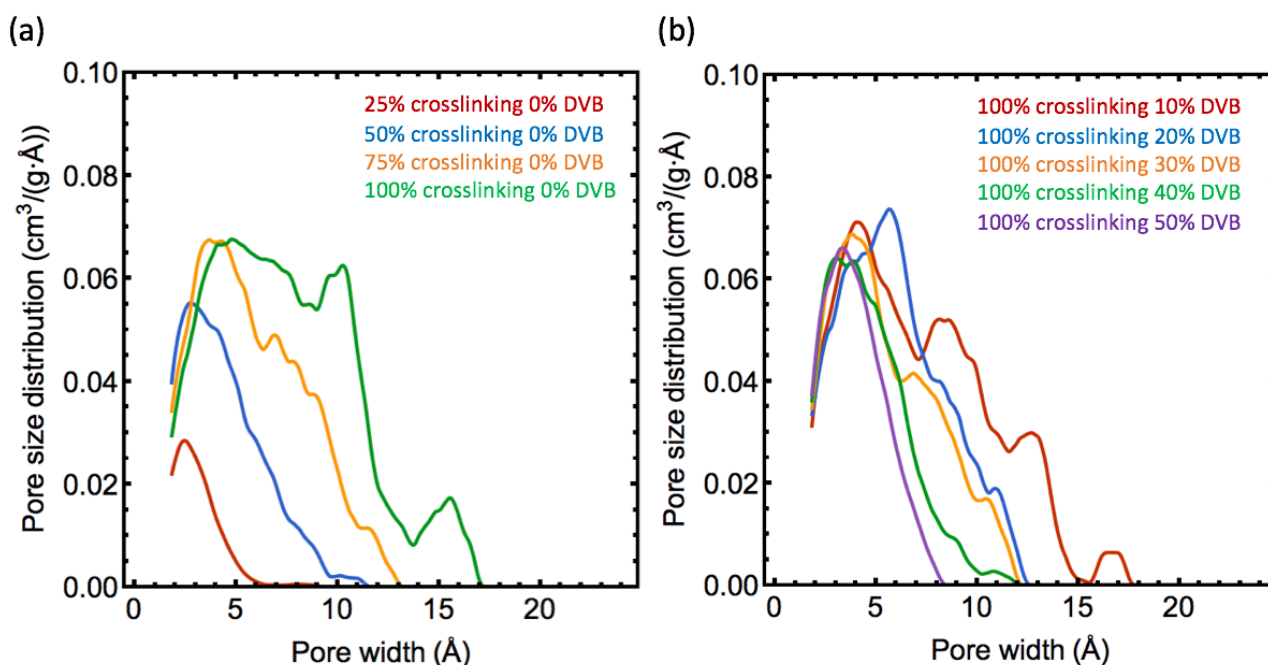 (a)
Pore size distribution (cm³/(g·Å))
0.10
0.08
0.06
0.04
0.02
0.00
25% crosslinking 0% DVB
50% crosslinking 0% DVB
75% crosslinking 0% DVB
100% crosslinking 0% DVB
0 5 10 15 20
Pore width (Å)
(b)
Pore size distribution (cm³/(g·Å)
0.10
0.08
0.06
0.04
0.02
0.00
100% crosslinking 10% DVB
100% crosslinking 20% DVB
100% crosslinking 30% DVB
100% crosslinking 40% DVB
100% crosslinking 50% DVB
0 5 10 15 20
Pore width (Å)